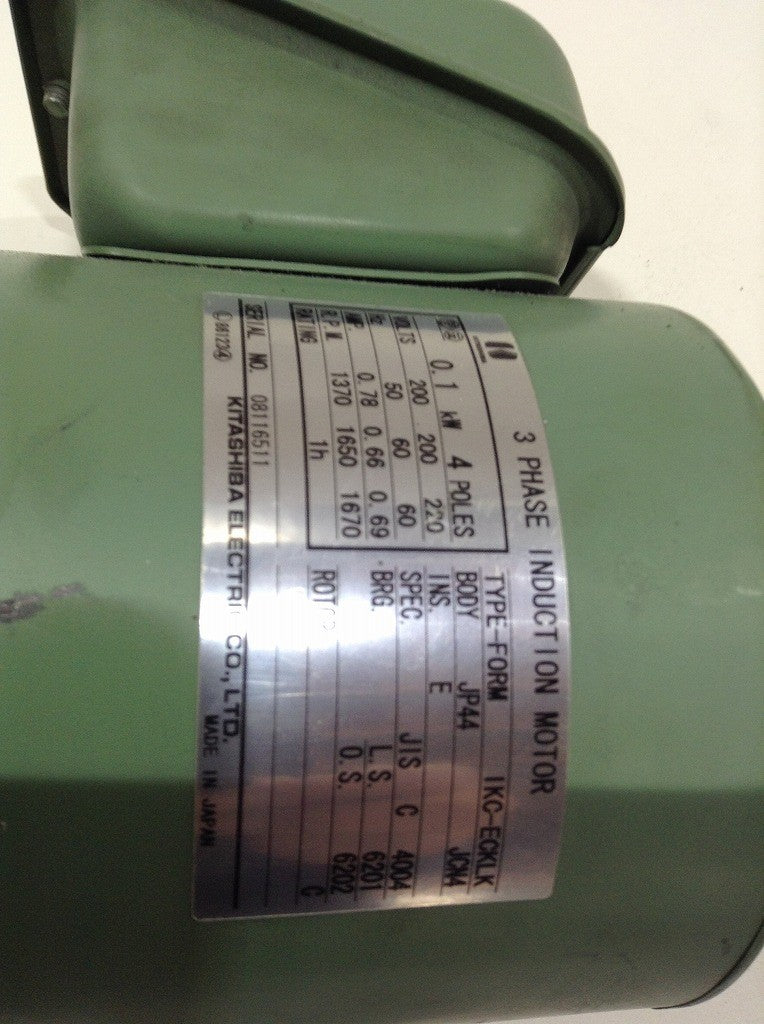 3 PHASE INDUCTION MOTOR
TYPE-FORM IKC-ECKLK
0.1 kW 4 POLES
BODY JP44 JCN4
VOLTS 200 200 220
INS. E
Hz 50 60 60
SPEC. JIS C 4004
AMP. 0.78 0.66 0.69
BRG. L.S. 6201
R.P.M. 1370 1650 1670
O.S. 6202
RATING 1h
ROTOR C
SERIAL NO. 08116511
KITASHIBA ELECTRIC CO., LTD. MADE IN JAPAN